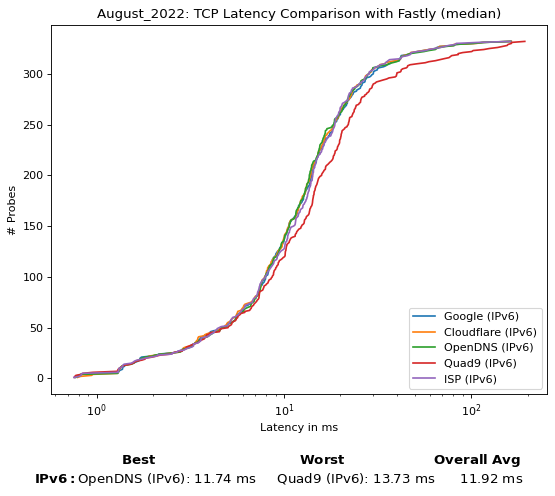 August_2022: TCP Latency Comparison with Fastly (median)
# Probes
300
250
200
150
100
50
0
Google (IPv6)
Cloudflare (IPv6)
OpenDNS (IPv6)
Quad9 (IPv6)
ISP (IPv6)
10⁰ 10¹ 10²
Latency in ms
Best Worst Overall Avg
IPv6: OpenDNS (IPv6): 11.74 ms Quad9 (IPv6): 13.73 ms 11.92 ms